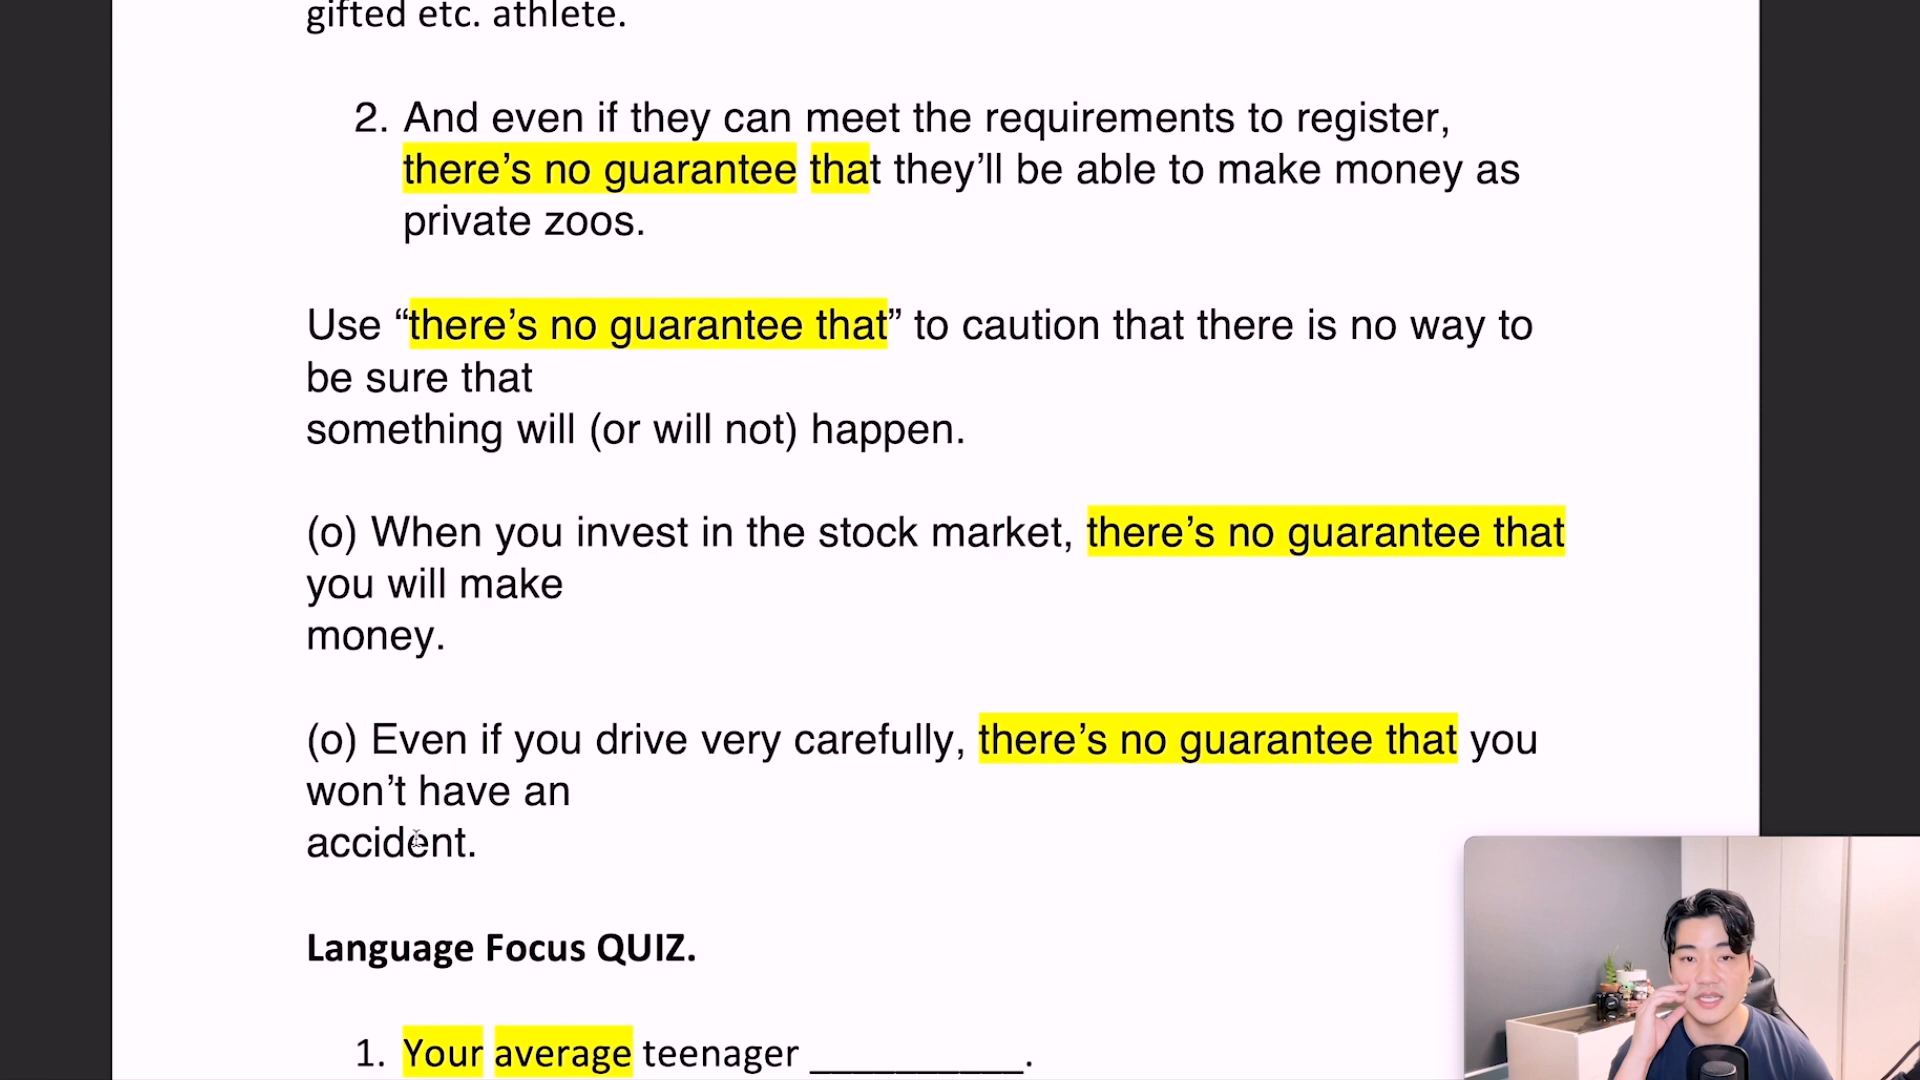 gifted etc. athlete.
2. And even if they can meet the requirements to register,
there’s no guarantee that they’ll be able to make money as
private zoos.
Use “there’s no guarantee that” to caution that there is no way to
be sure that
something will (or will not) happen.
(o) When you invest in the stock market, there’s no guarantee that
you will make
money.
(o) Even if you drive very carefully, there’s no guarantee that you
won’t have an
accident.
Language Focus QUIZ.
1. Your average teenager __________.